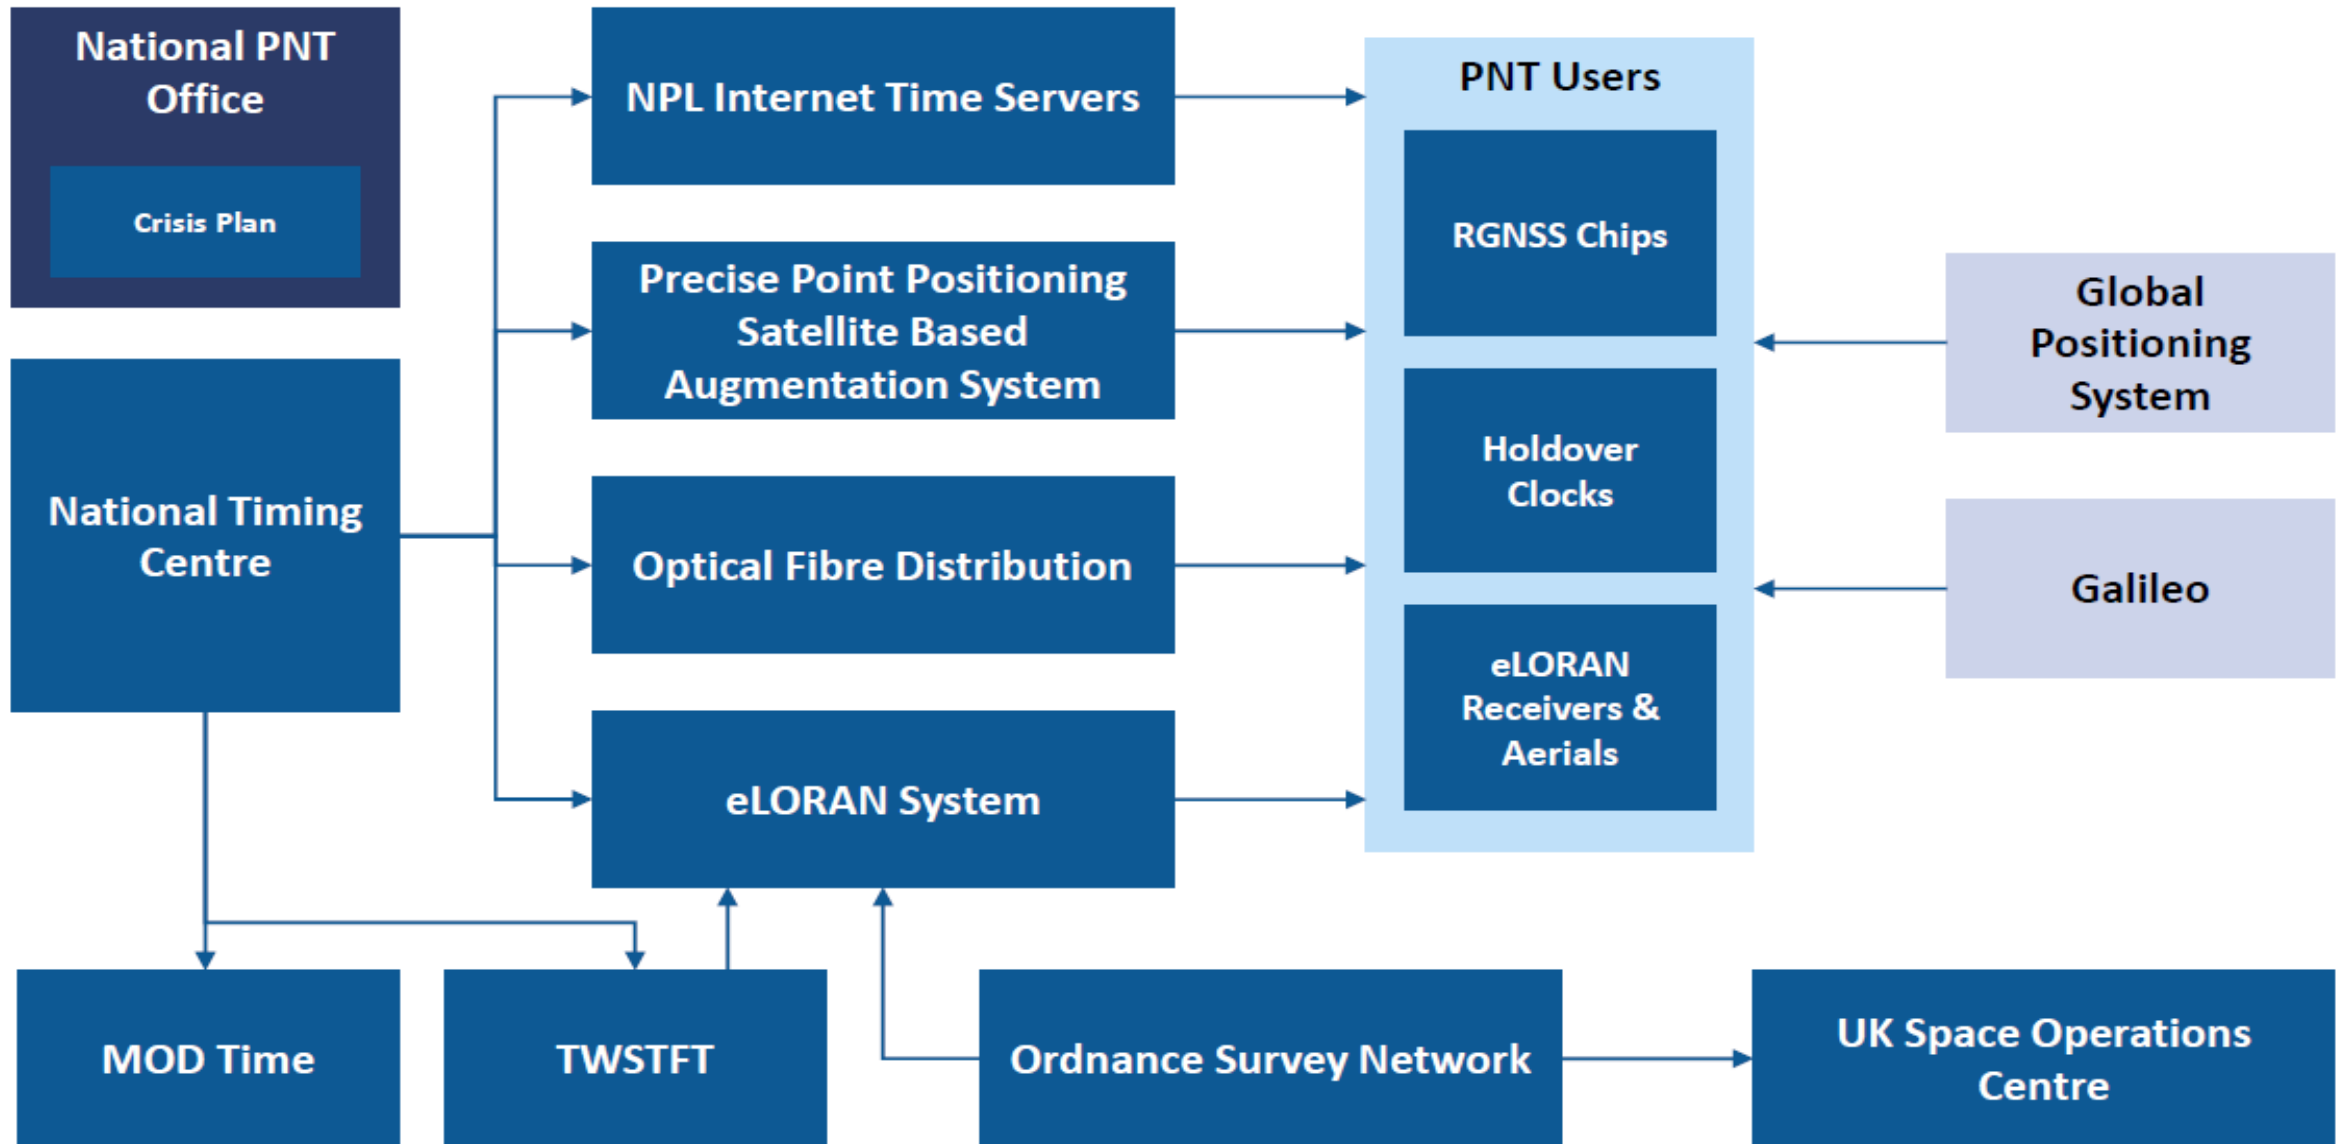 National PNT
Office
Crisis Plan
National Timing
Centre
NPL Internet Time Servers
Precise Point Positioning
Satellite Based
Augmentation System
Optical Fibre Distribution
eLORAN System
PNT Users
RGNSS Chips
Holdover
Clocks
eLORAN
Receivers &
Aerials
Global
Positioning
System
Galileo
MOD Time
TWSTFT
Ordnance Survey Network
UK Space Operations
Centre